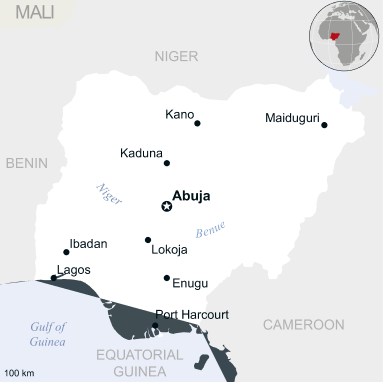 MALI
NIGER
Kano
Maiduguri
Kaduna
BENIN
Niger
Abuja
Benue
Ibadan
Lokoja
Lagos
Enugu
Port Harcourt
Gulf of
Guinea
CAMEROON
EQUATORIAL
GUINEA
100 km